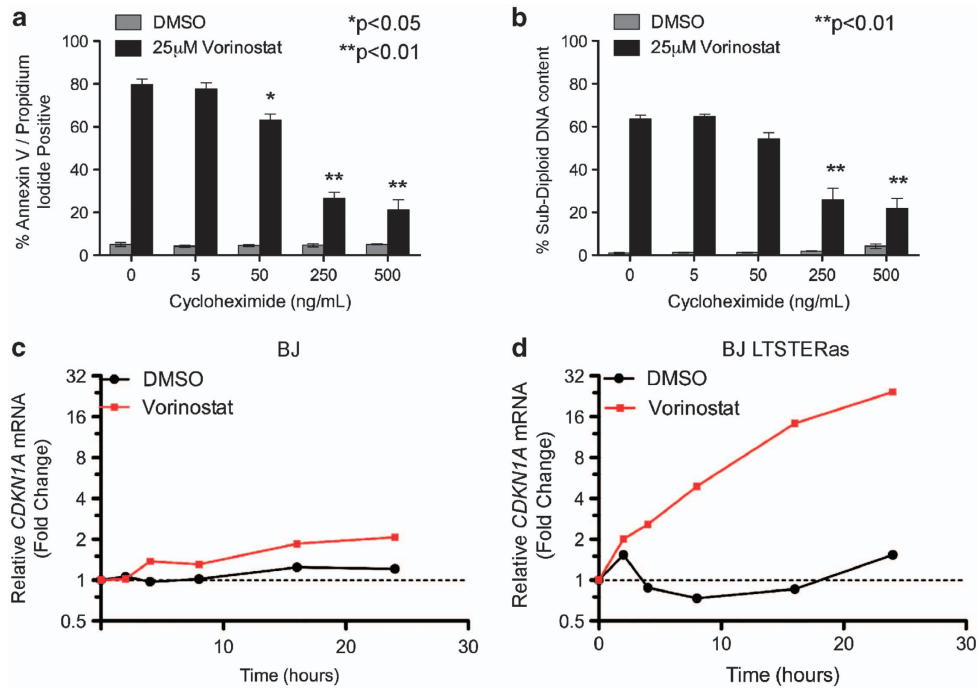 a
DMSO
25μM Vorinostat
*p<0.05
**p<0.01
% Annexin V / Propidium
Iodide Positive
100
80
60
40
20
0
*
**
**
0 5 50 250 500
Cycloheximide (ng/mL)
b
DMSO
25μM Vorinostat
**p<0.01
% Sub-Diploid DNA content
100
80
60
40
20
0
**
**
0 5 50 250 500
Cycloheximide (ng/mL)
c
BJ
DMSO
Vorinostat
Relative CDKN1A mRNA
(Fold Change)
32
16
8
4
2
1
0.5
10 20 30
Time (hours)
d
BJ LTSTERas
DMSO
Vorinostat
Relative CDKN1A mRNA
(Fold Change)
32
16
8
4
2
1
0.5
0 10 20 30
Time (hours)